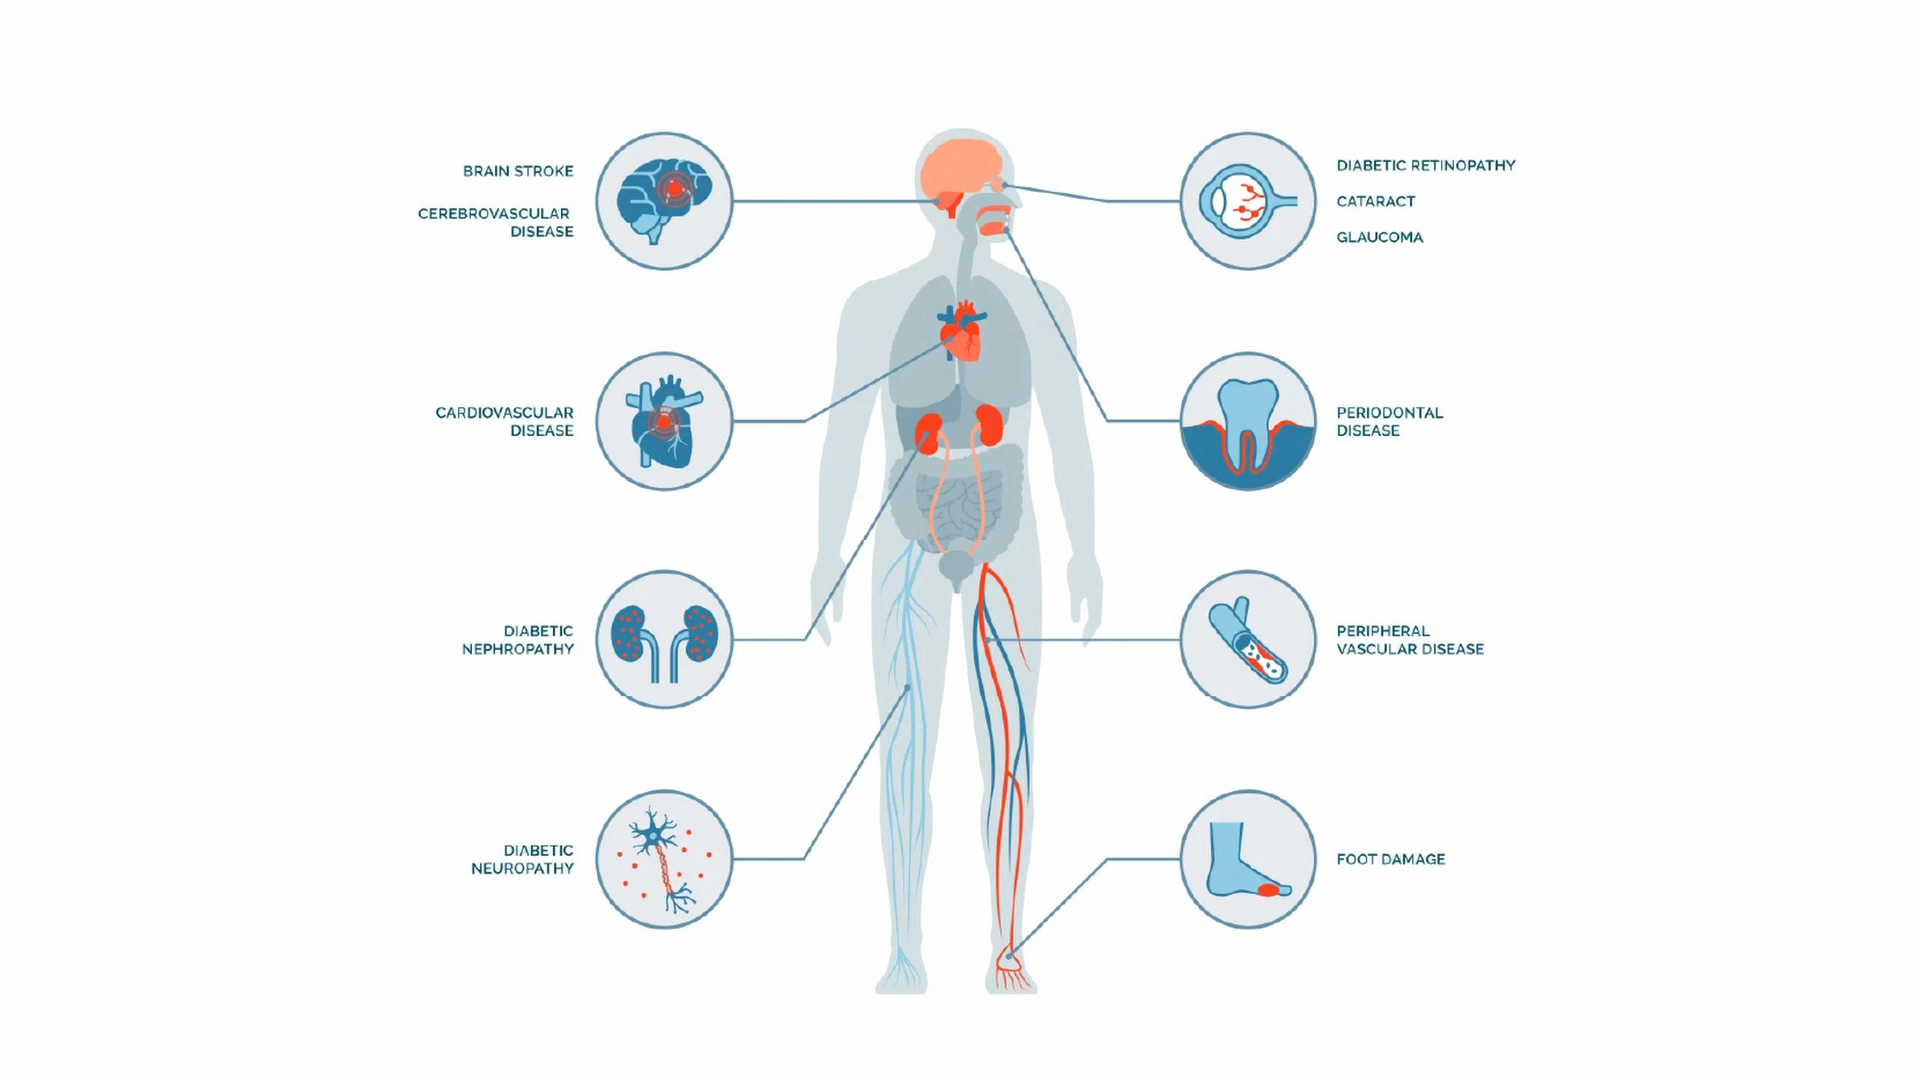 BRAIN STROKE
CEREBROVASCULAR
DISEASE
CARDIOVASCULAR
DISEASE
DIABETIC
NEPHROPATHY
DIABETIC
NEUROPATHY
DIABETIC RETINOPATHY
CATARACT
GLAUCOMA
PERIODONTAL
DISEASE
PERIPHERAL
VASCULAR DISEASE
FOOT DAMAGE